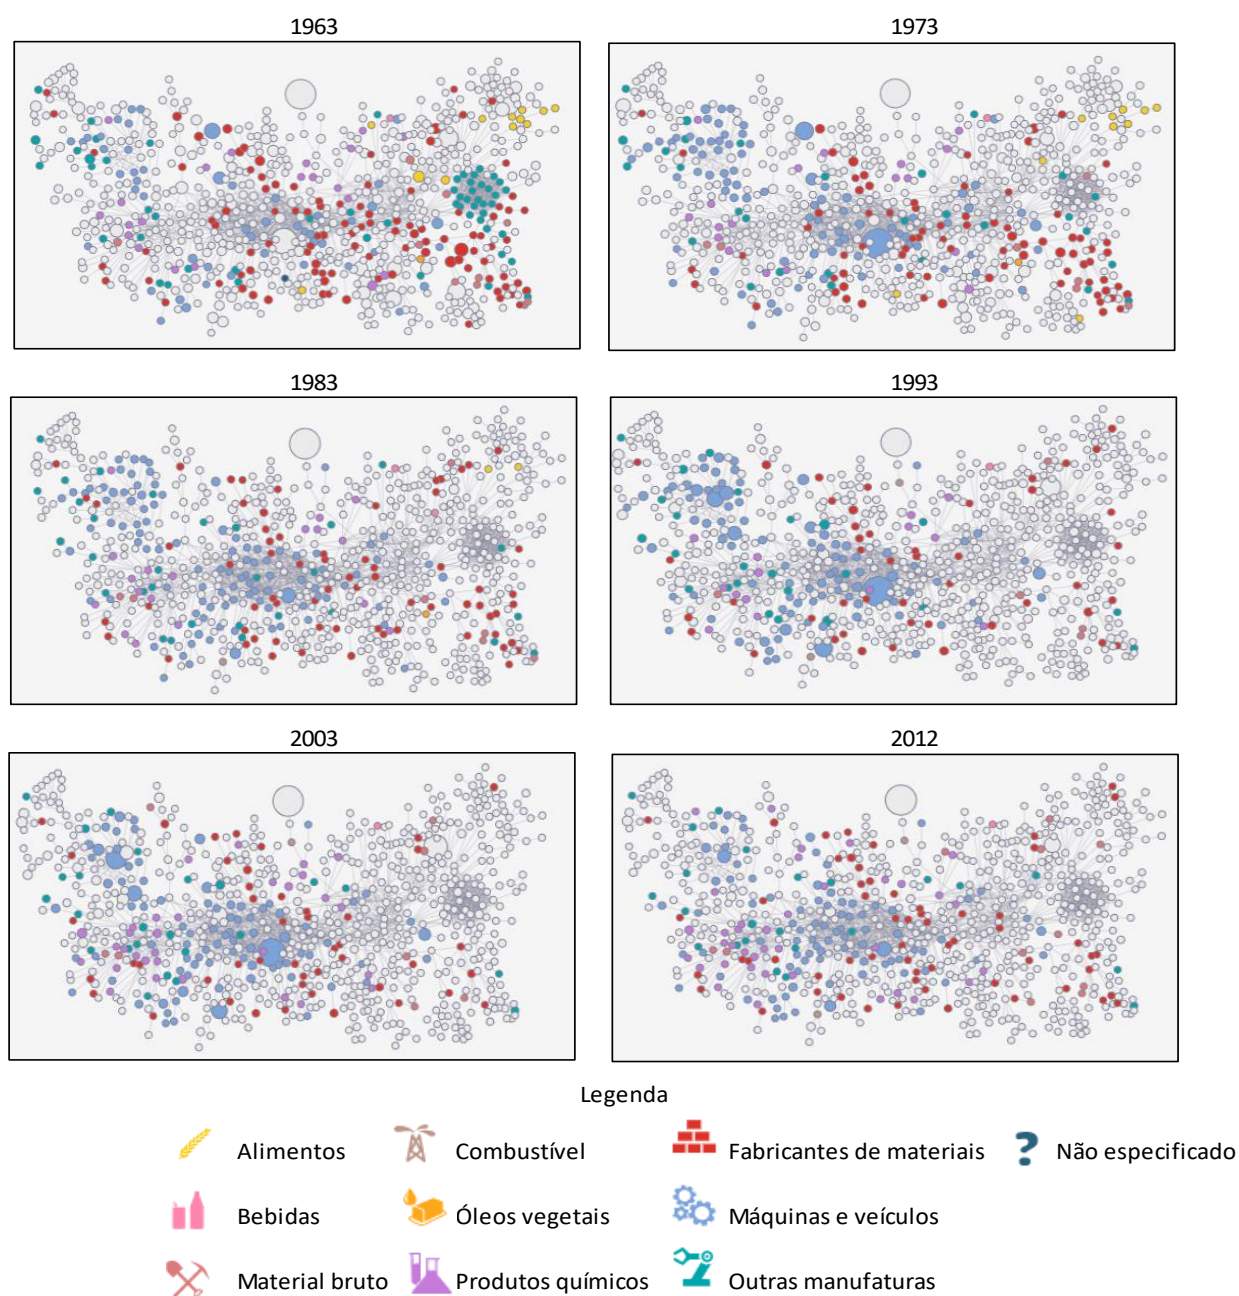 1963
1973
1983
1993
2003
2012
Legenda
Alimentos
Combustível
Fabricantes de materiais
? Não especificado
Bebidas
Óleos vegetais
Máquinas e veículos
Material bruto
Produtos químicos
Outras manufaturas